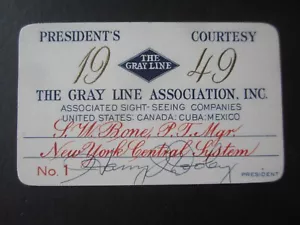 PRESIDENT'S COURTESY
19 THE GRAY LINE 49
THE GRAY LINE ASSOCIATION, INC.
ASSOCIATED SIGHT-SEEING COMPANIES
UNITED STATES: CANADA: CUBA: MEXICO
S. W. Bone, P. T. Mgr.
New York Central System
No. 1 Harry
PRESIDENT